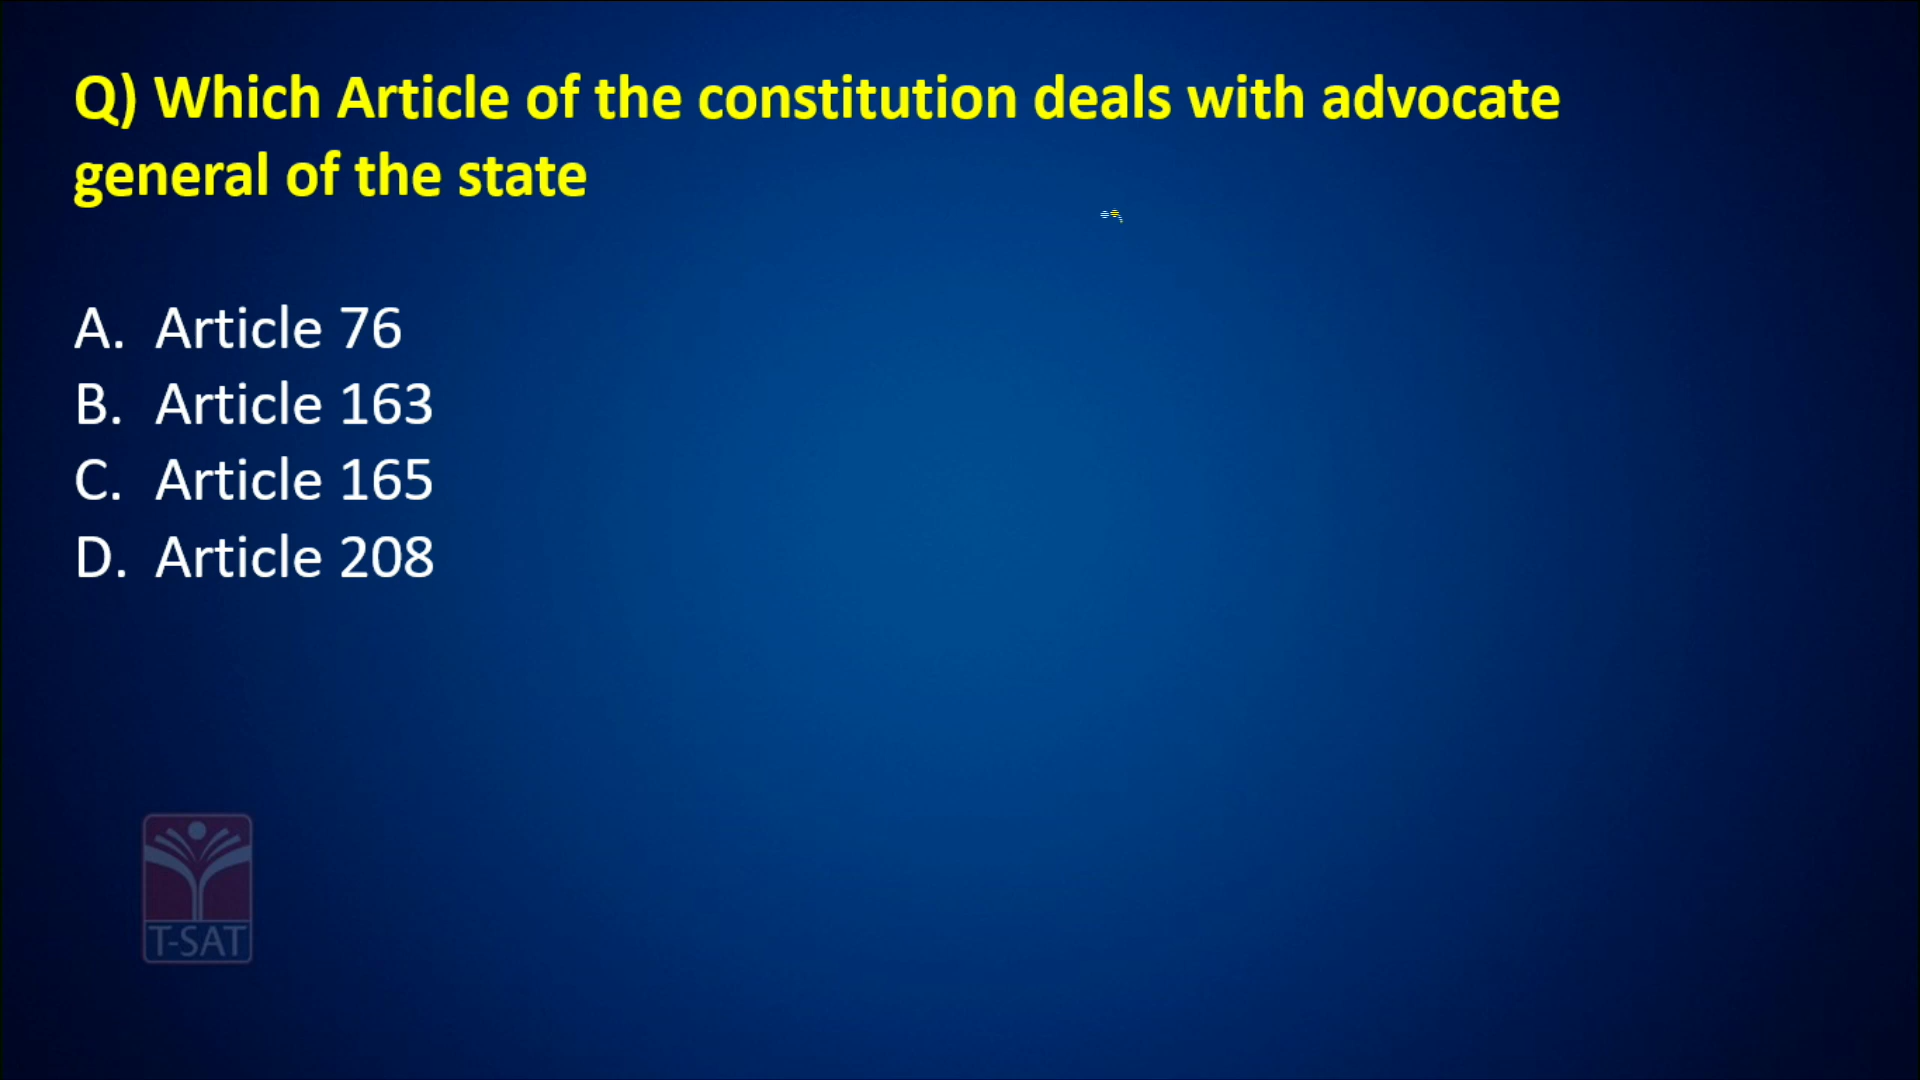 Q) Which Article of the constitution deals with advocate
general of the state
A. Article 76
B. Article 163
C. Article 165
D. Article 208
T-SAT